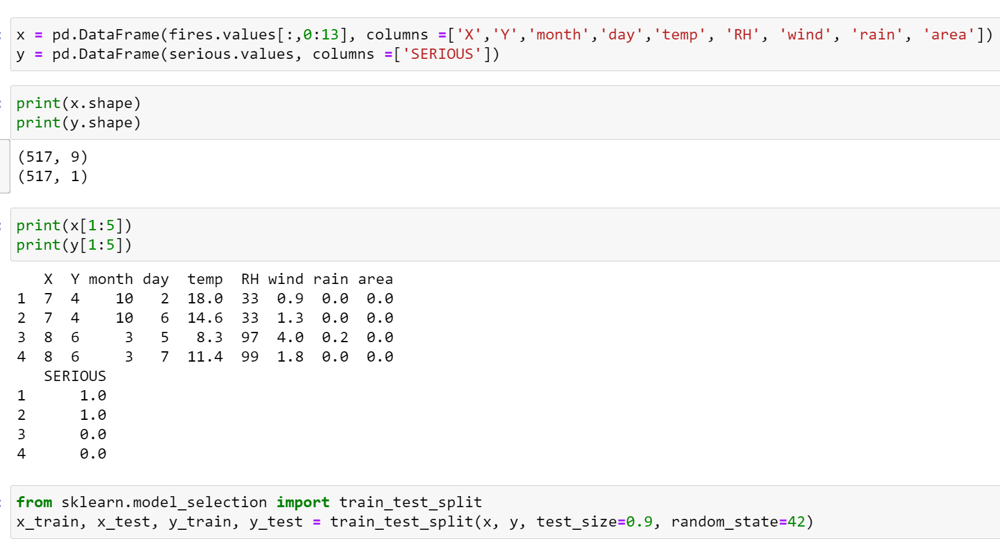 x = pd.DataFrame(fires.values[:,0:13], columns =['X','Y','month','day','temp', 'RH', 'wind', 'rain', 'area'])
y = pd.DataFrame(serious.values, columns =['SERIOUS'])
print(x.shape)
print(y.shape)
(517, 9)
(517, 1)
print(x[1:5])
print(y[1:5])
   X  Y month day  temp  RH wind rain area
1  7  4    10   2  18.0  33  0.9  0.0  0.0
2  7  4    10   6  14.6  33  1.3  0.0  0.0
3  8  6     3   5   8.3  97  4.0  0.2  0.0
4  8  6     3   7  11.4  99  1.8  0.0  0.0
   SERIOUS
1      1.0
2      1.0
3      0.0
4      0.0
from sklearn.model_selection import train_test_split
x_train, x_test, y_train, y_test = train_test_split(x, y, test_size=0.9, random_state=42)